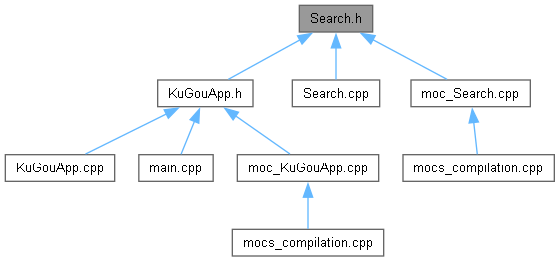 Search.h
KuGouApp.h
Search.cpp
moc_Search.cpp
KuGouApp.cpp
main.cpp
moc_KuGouApp.cpp
mocs_compilation.cpp
mocs_compilation.cpp